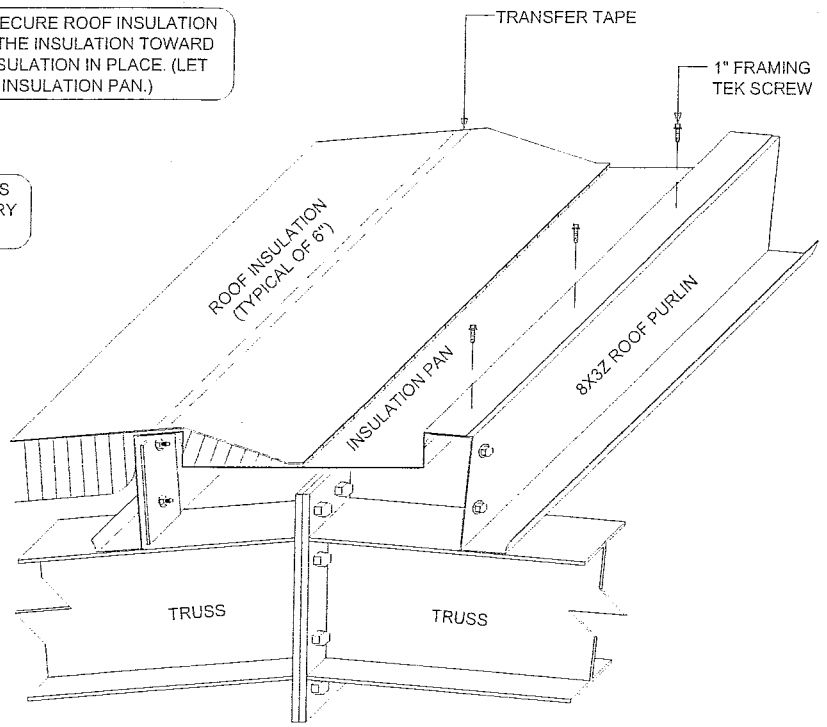 ECURE ROOF INSULATION
THE INSULATION TOWARD
SULATION IN PLACE. (LET
INSULATION PAN.)
S
RY
TRANSFER TAPE
1" FRAMING
TEK SCREW
ROOF INSULATION
(TYPICAL OF 6")
INSULATION PAN
8X3Z ROOF PURLIN
TRUSS
TRUSS